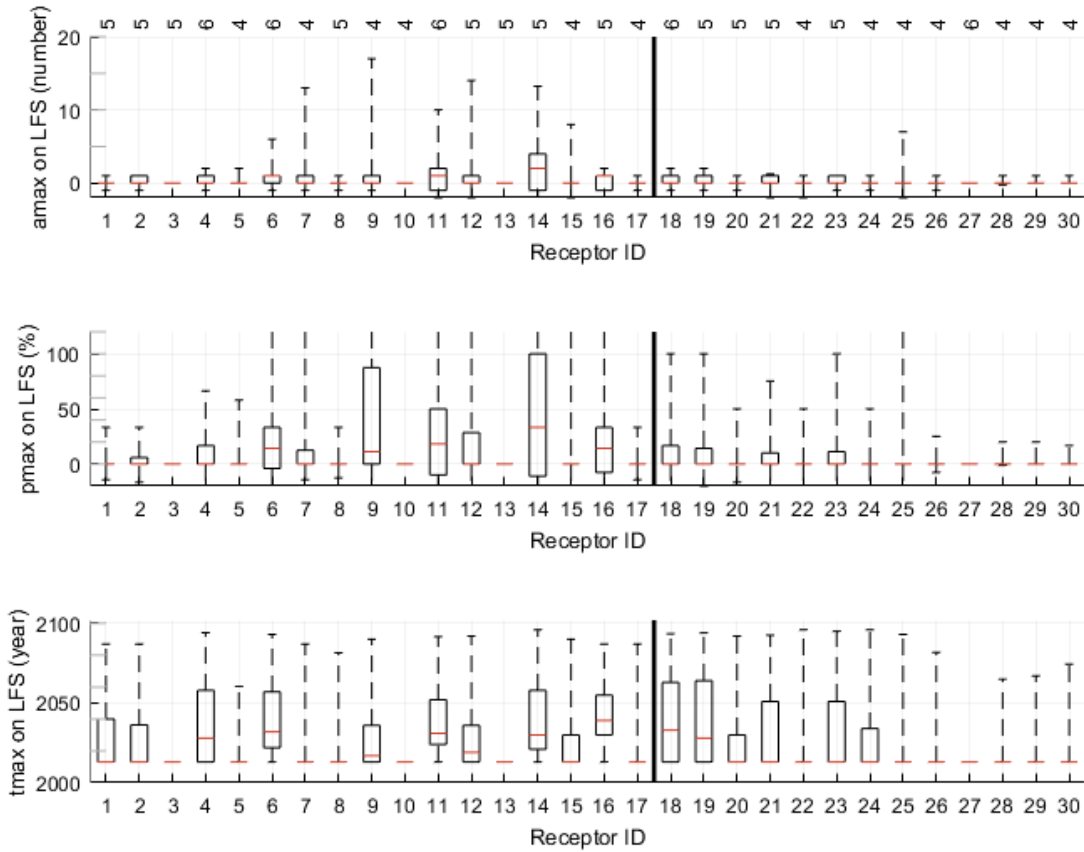 5 5 5 6 4 6 4 5 4 4 6 5 5 5 4 5 4 6 5 5 5 4 5 4 4 4 6 4 4 4
amax on LFS (number)
20
10
0
1 2 3 4 5 6 7 8 9 10 11 12 13 14 15 16 17 18 19 20 21 22 23 24 25 26 27 28 29 30
Receptor ID
pmax on LFS (%)
100
50
0
1 2 3 4 5 6 7 8 9 10 11 12 13 14 15 16 17 18 19 20 21 22 23 24 25 26 27 28 29 30
Receptor ID
tmax on LFS (year)
2100
2050
2000
1 2 3 4 5 6 7 8 9 10 11 12 13 14 15 16 17 18 19 20 21 22 23 24 25 26 27 28 29 30
Receptor ID